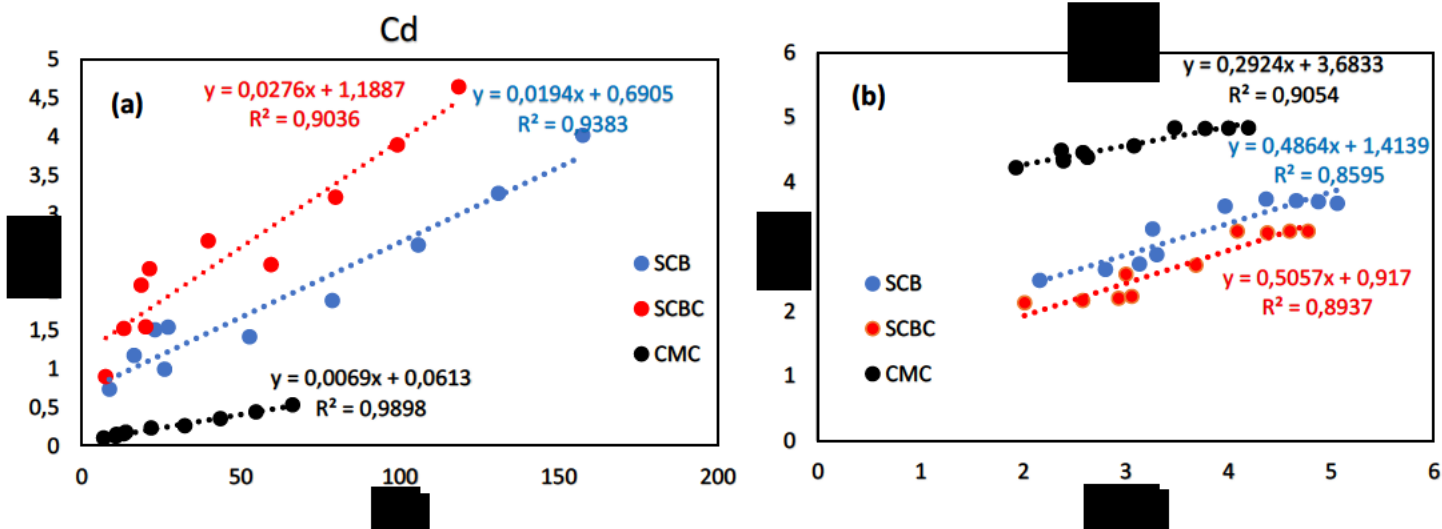 Cd
5
4,5
4
3,5
3
1,5
1
0,5
0
0
50
100
150
200
(a)
y = 0,0276x + 1,1887
R² = 0,9036
y = 0,0194x + 0,6905
R² = 0,9383
y = 0,0069x + 0,0613
R² = 0,9898
SCB
SCBC
CMC
6
5
4
2
1
0
0
1
2
3
4
5
6
(b)
y = 0,2924x + 3,6833
R² = 0,9054
y = 0,4864x + 1,4139
R² = 0,8595
y = 0,5057x + 0,917
R² = 0,8937
SCB
SCBC
CMC